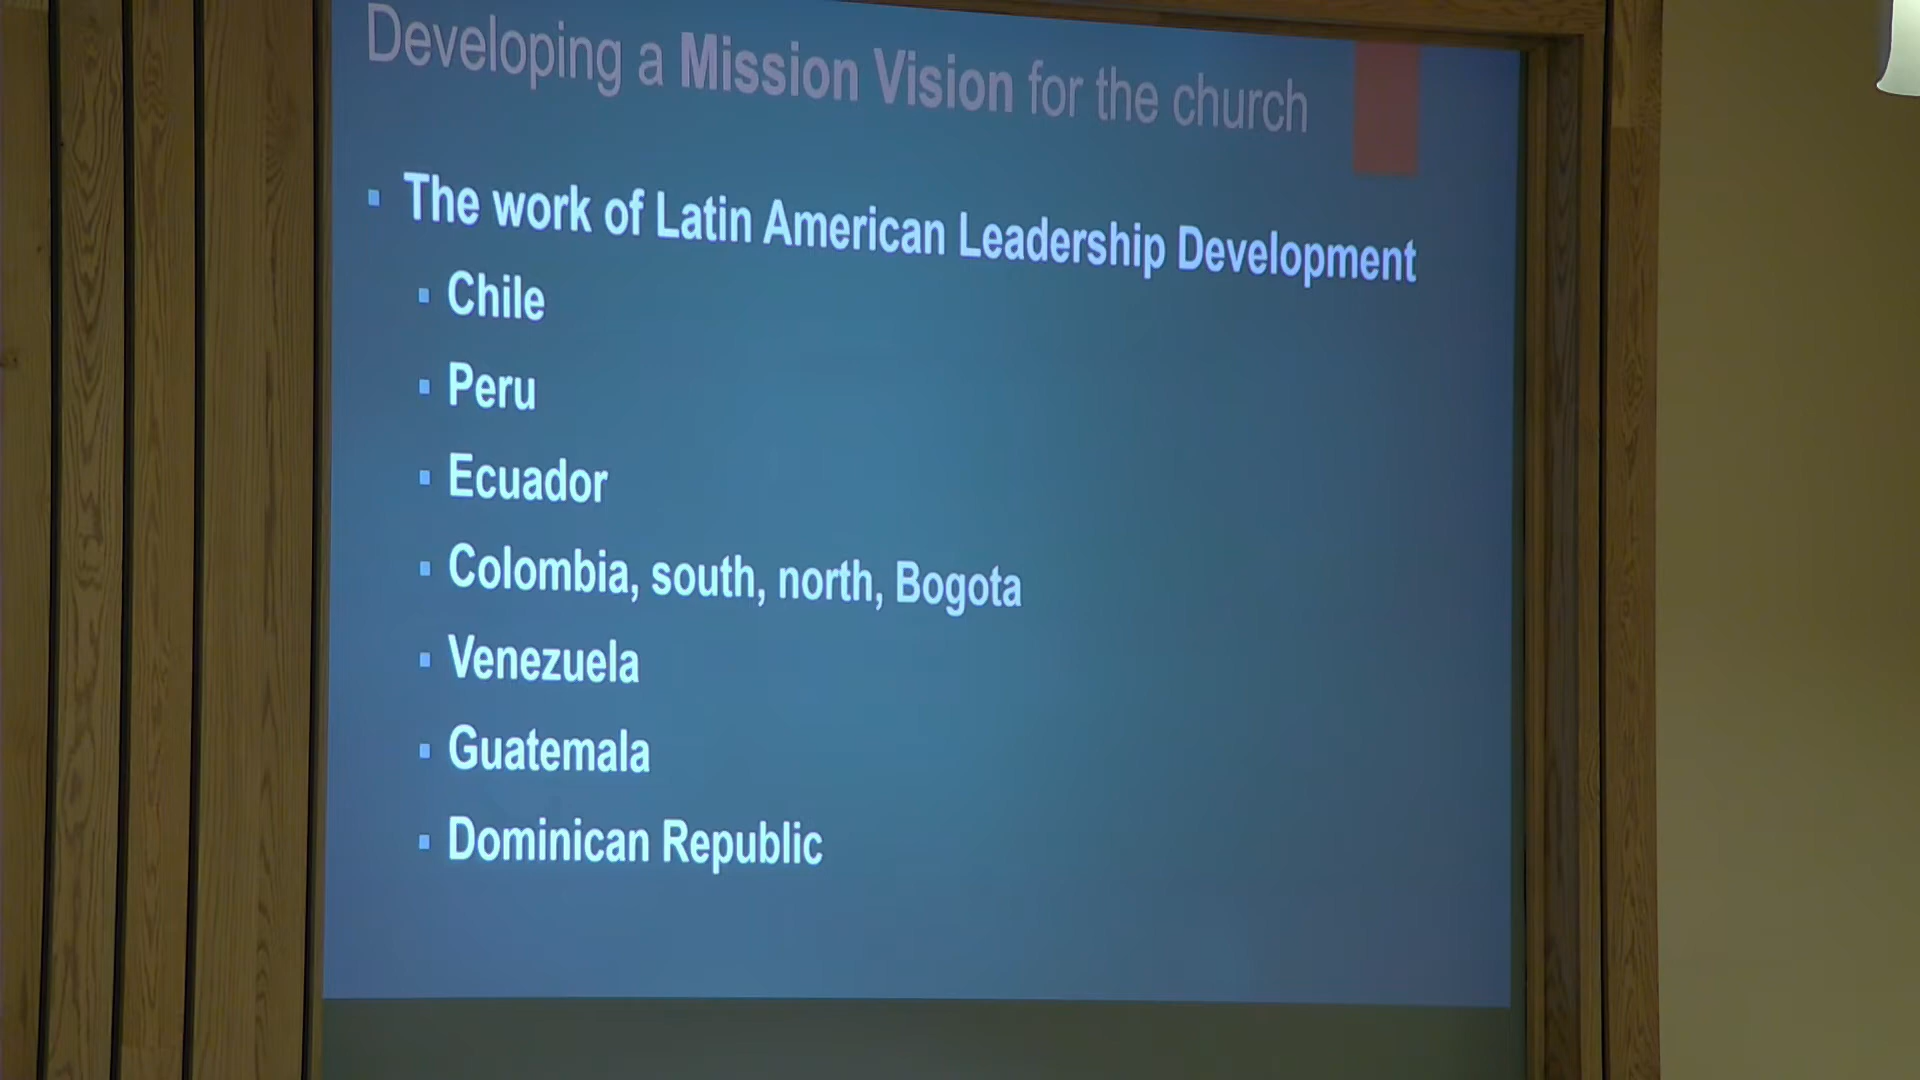 Developing a Mission Vision for the church
The work of Latin American Leadership Development
Chile
Peru
Ecuador
Colombia, south, north, Bogota
Venezuela
Guatemala
Dominican Republic